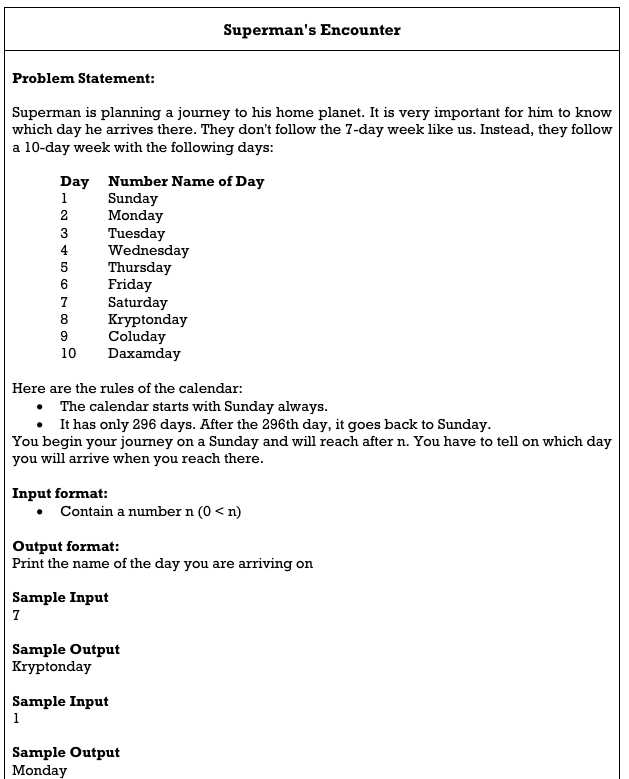 Superman's Encounter
Problem Statement:
Superman is planning a journey to his home planet. It is very important for him to know
which day he arrives there. They don't follow the 7-day week like us. Instead, they follow
a 10-day week with the following days:
Day Number Name of Day
1 Sunday
2 Monday
3 Tuesday
4 Wednesday
5 Thursday
6 Friday
7 Saturday
8 Kryptonday
9 Coluday
10 Daxamday
Here are the rules of the calendar:
• The calendar starts with Sunday always.
• It has only 296 days. After the 296th day, it goes back to Sunday.
You begin your journey on a Sunday and will reach after n. You have to tell on which day
you will arrive when you reach there.
Input format:
• Contain a number n (0 < n)
Output format:
Print the name of the day you are arriving on
Sample Input
7
Sample Output
Kryptonday
Sample Input
1
Sample Output
Monday